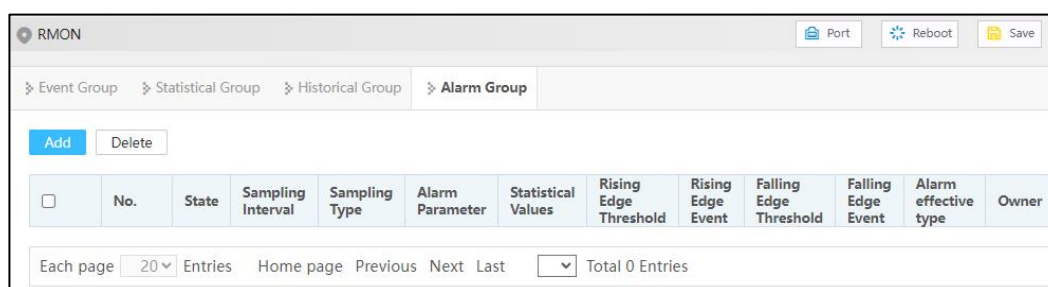 RMON Port Reboot Save
Event Group Statistical Group Historical Group Alarm Group
Add Delete
No. State Sampling Interval Sampling Type Alarm Parameter Statistical Values Rising Edge Threshold Rising Edge Event Falling Edge Threshold Falling Edge Event Alarm effective type Owner
Each page 20 Entries Home page Previous Next Last Total 0 Entries